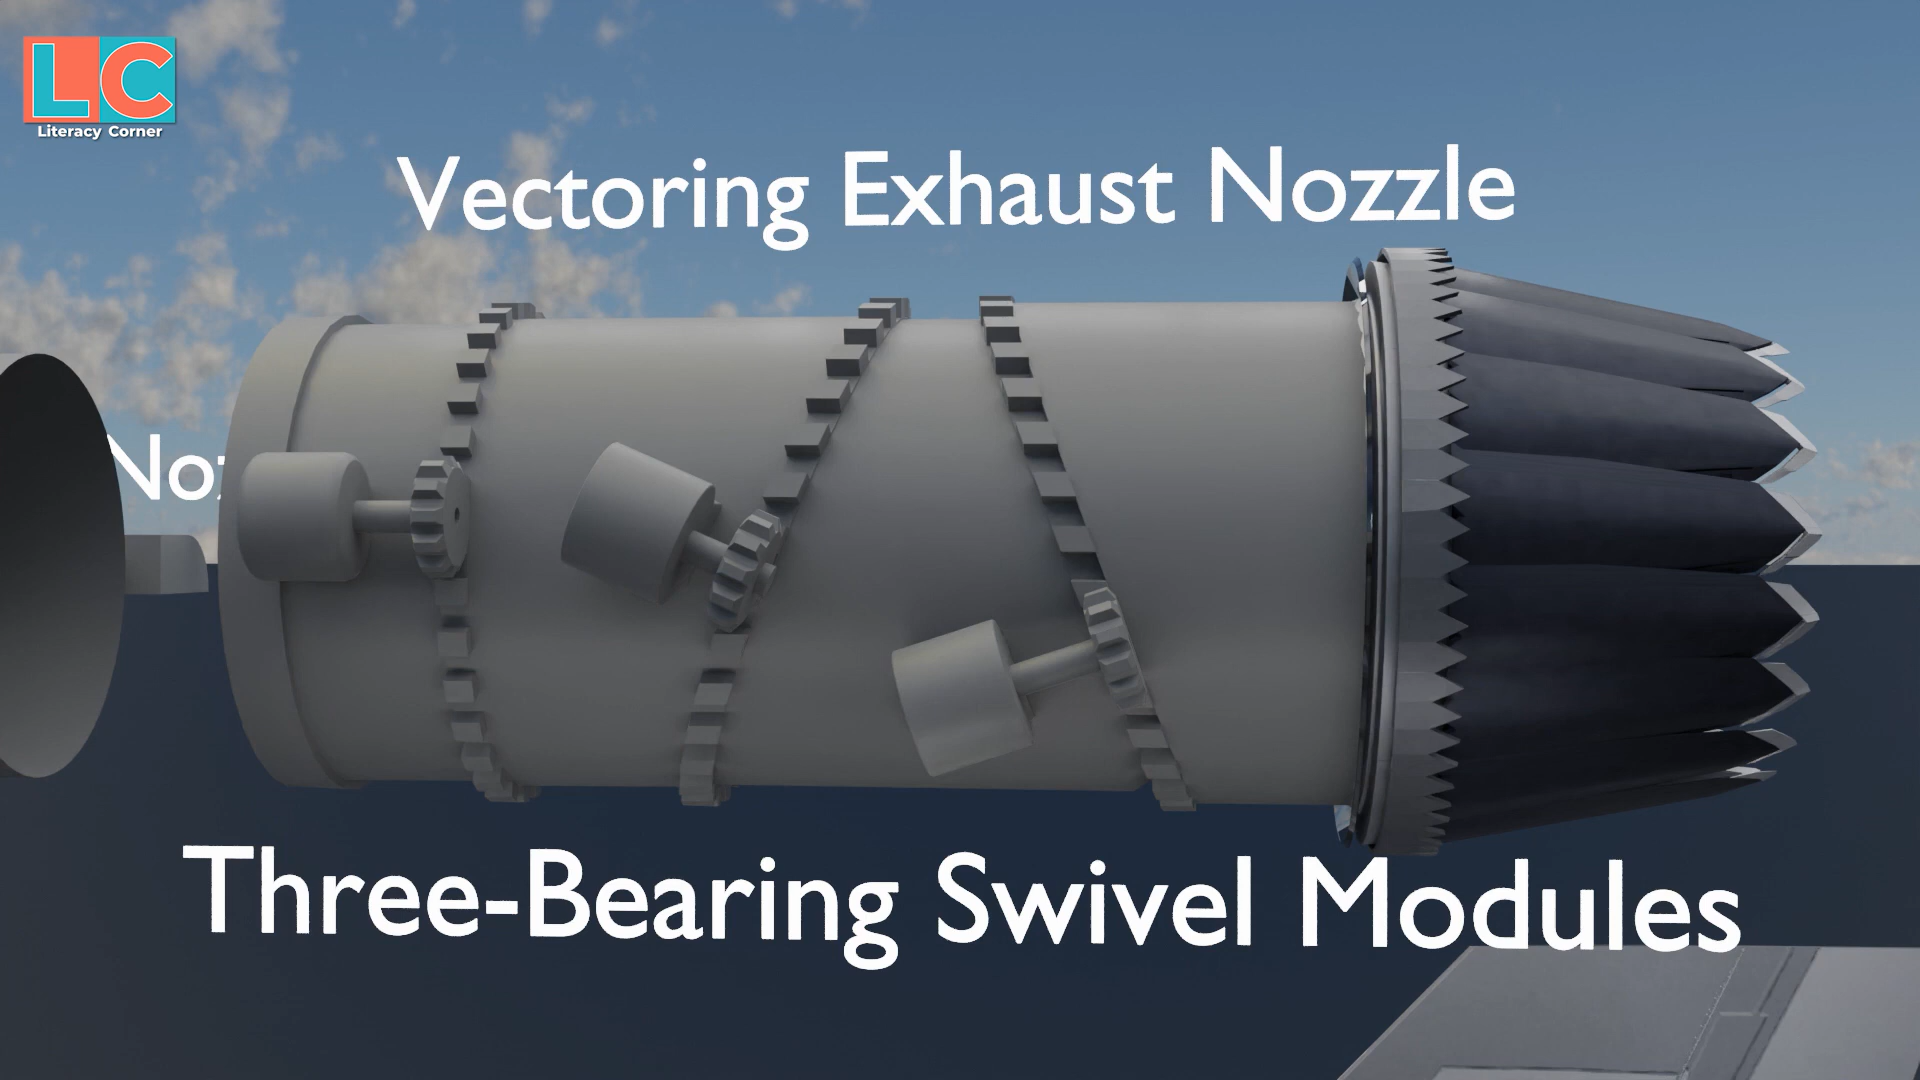 LC
Literacy Corner
Vectoring Exhaust Nozzle
Three-Bearing Swivel Modules